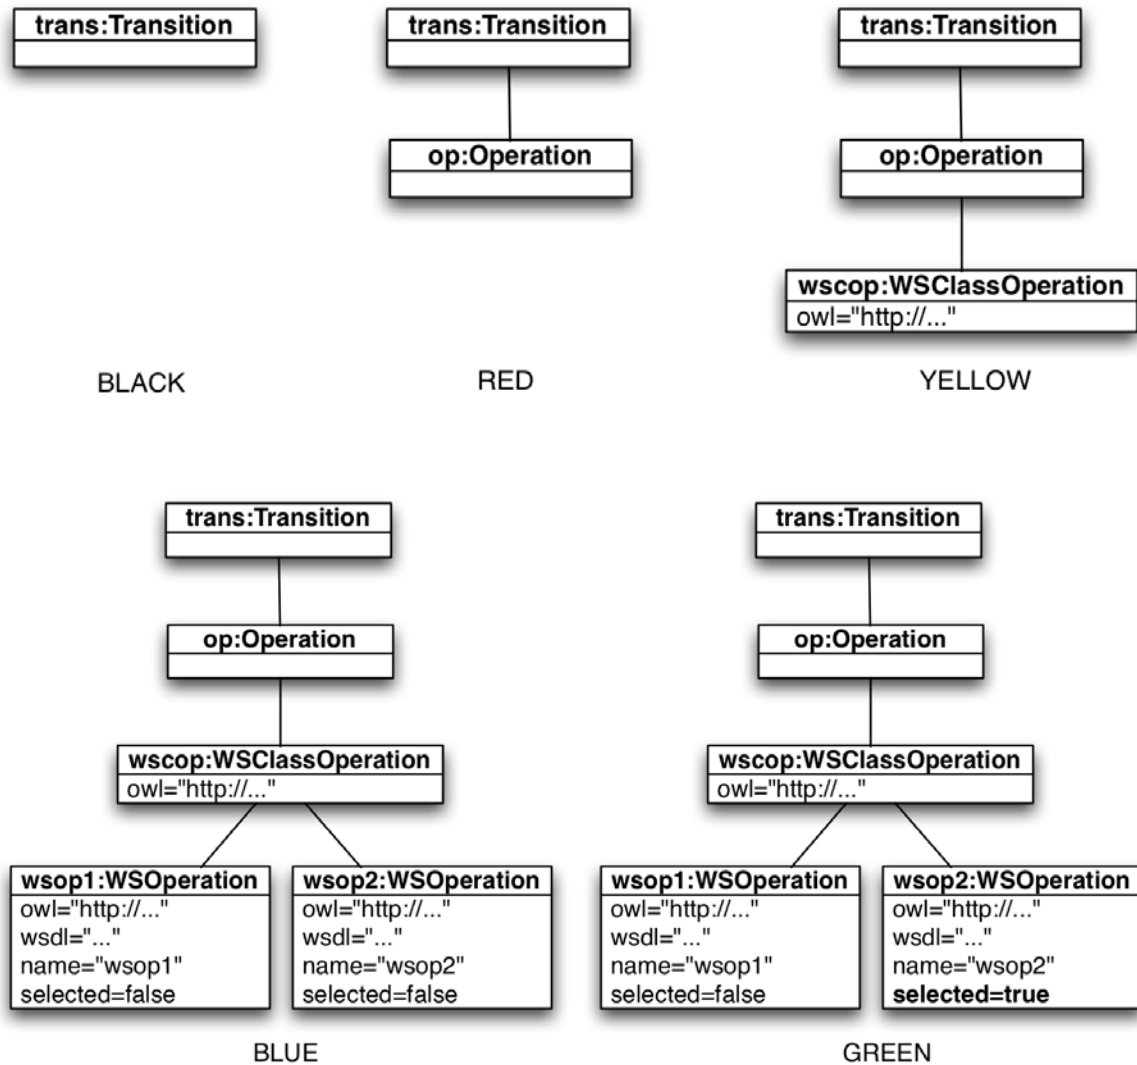 trans:Transition
trans:Transition
trans:Transition
op:Operation
op:Operation
wscop:WSClassOperation
owl="http://..."
BLACK
RED
YELLOW
trans:Transition
trans:Transition
op:Operation
op:Operation
wscop:WSClassOperation
owl="http://..."
wscop:WSClassOperation
owl="http://..."
wsop1:WSOperation
owl="http://..."
wsdl="..."
name="wsop1"
selected=false
wsop2:WSOperation
owl="http://..."
wsdl="..."
name="wsop2"
selected=false
wsop1:WSOperation
owl="http://..."
wsdl="..."
name="wsop1"
selected=false
wsop2:WSOperation
owl="http://..."
wsdl="..."
name="wsop2"
selected=true
BLUE
GREEN